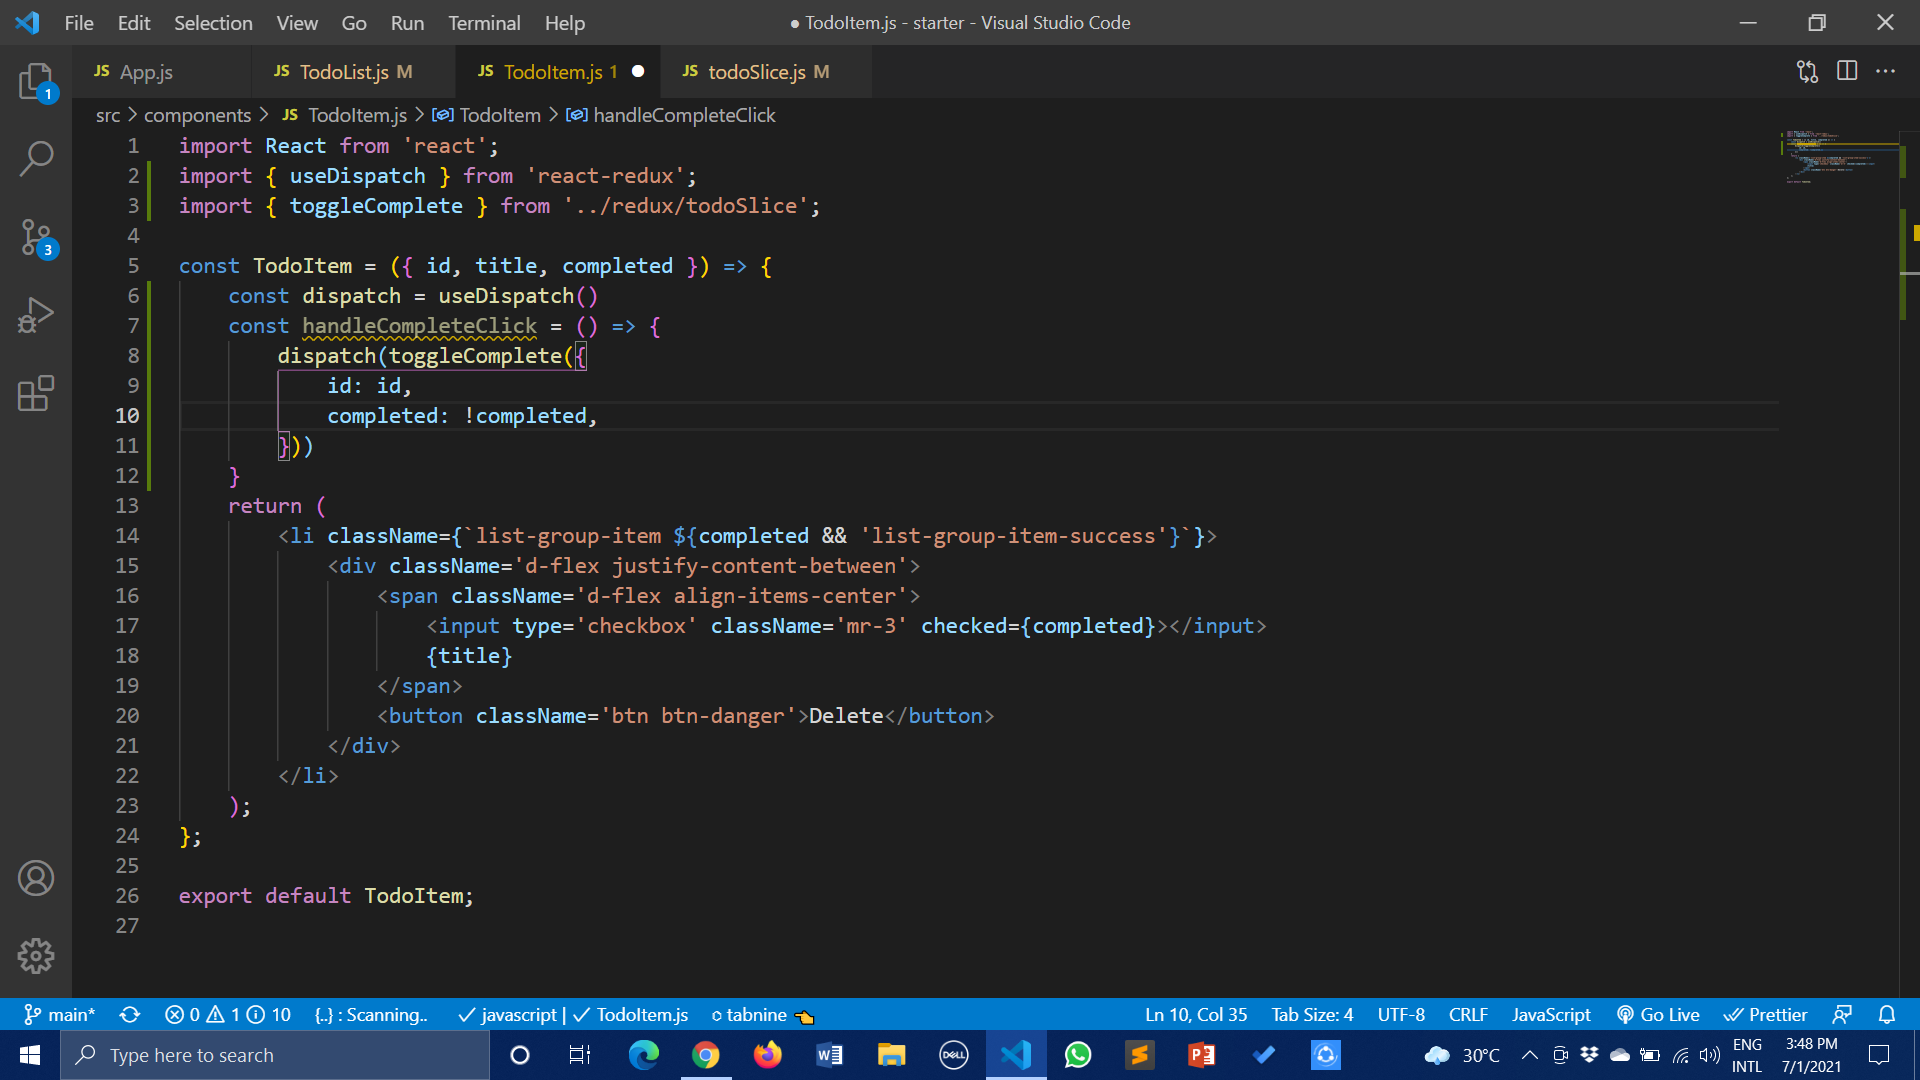 File Edit Selection View Go Run Terminal Help
● TodoItem.js - starter - Visual Studio Code
JS App.js
JS TodoList.js M
JS TodoItem.js 1 ●
JS todoSlice.js M
1
3
src > components > JS TodoItem.js > TodoItem > handleCompleteClick
1 import React from 'react';
2 import { useDispatch } from 'react-redux';
3 import { toggleComplete } from '../redux/todoSlice';
4
5 const TodoItem = ({ id, title, completed }) => {
6 const dispatch = useDispatch()
7 const handleCompleteClick = () => {
8 dispatch(toggleComplete({
9 id: id,
10 completed: !completed,
11 }))
12 }
13 return (
14 <li className={`list-group-item ${completed && 'list-group-item-success'}`}>
15 <div className='d-flex justify-content-between'>
16 <span className='d-flex align-items-center'>
17 <input type='checkbox' className='mr-3' checked={completed}></input>
18 {title}
19 </span>
20 <button className='btn btn-danger'>Delete</button>
21 </div>
22 </li>
23 );
24 };
25
26 export default TodoItem;
27
main* 0 1 10 {..} : Scanning.. ✓ javascript | ✓ TodoItem.js tabnine 👈 Ln 10, Col 35 Tab Size: 4 UTF-8 CRLF JavaScript Go Live Prettier
Type here to search
W
DELL
S
P
30°C
ENG
INTL
3:48 PM
7/1/2021